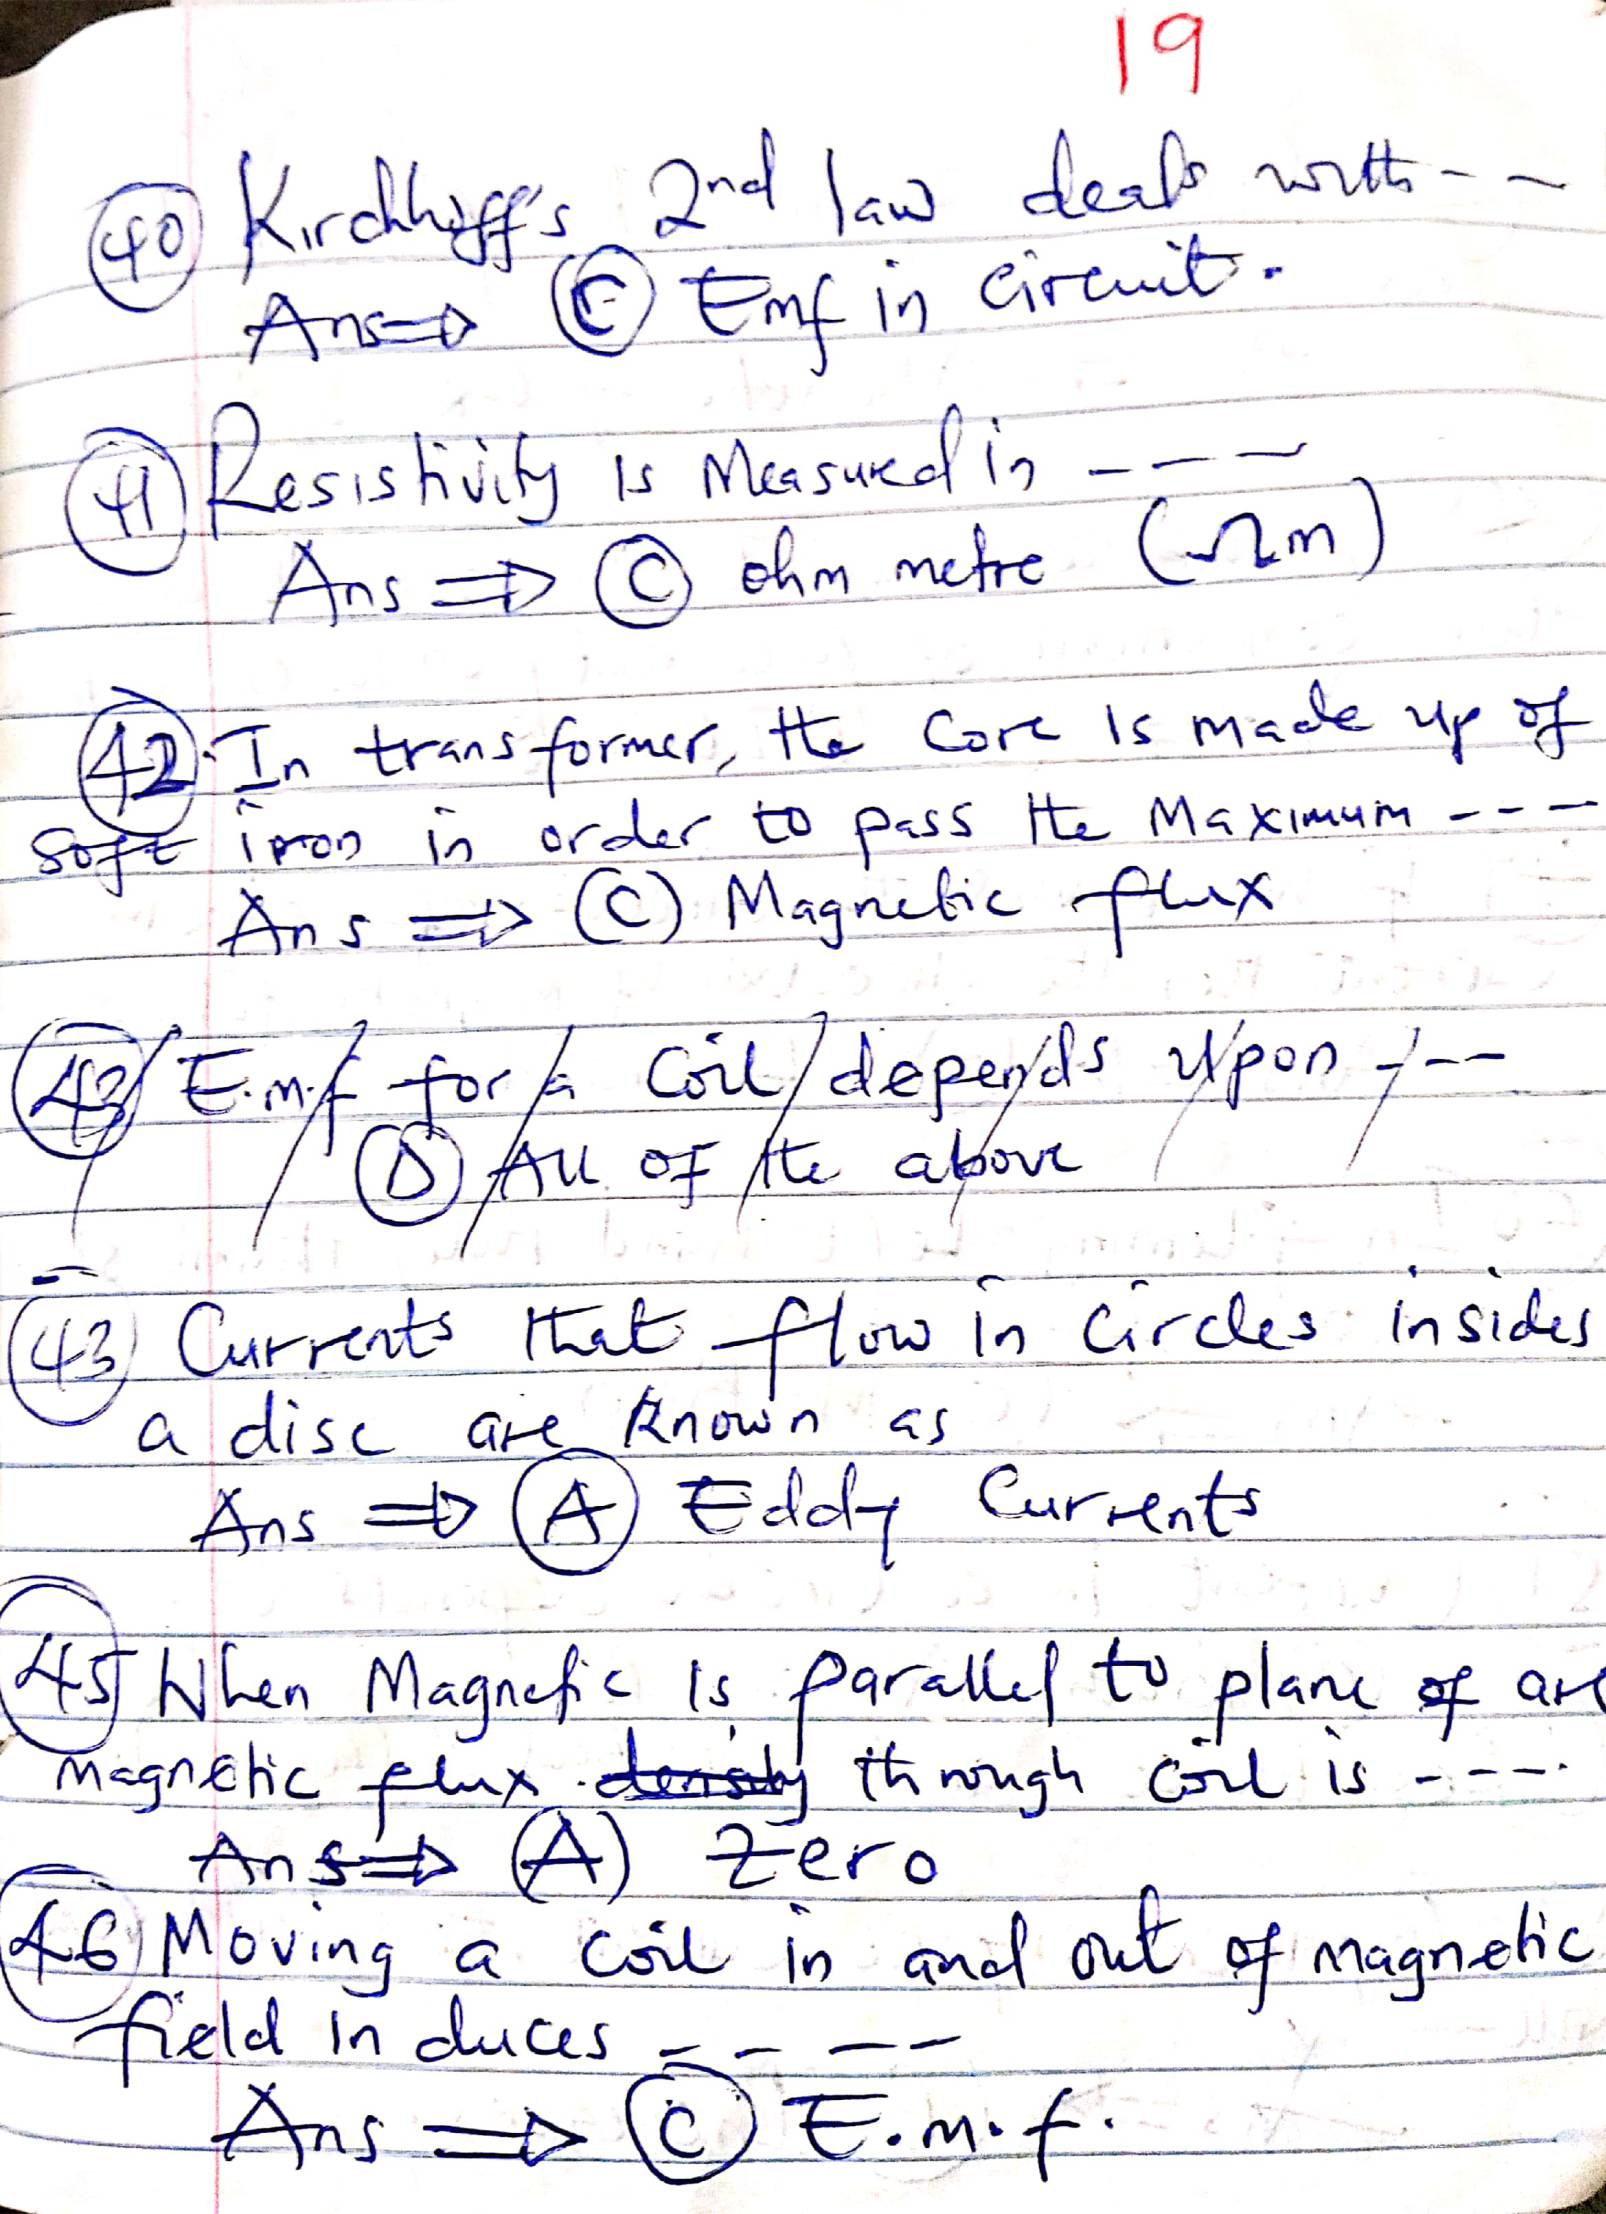 19
40 Kirchhoff's 2nd law deals with --
Ans ⇒ C Emf in circuit.
41 Resistivity is Measured in ---
Ans ⇒ C ohm metre (Ωm)
42. In transformer, the Core is made up of
soft iron in order to pass the Maximum ---
Ans ⇒ (C) Magnetic flux
43 E.m.f for a Coil depends upon ---
D All of the above
43 Currents that flow in Circles insides
a disc are known as
Ans ⇒ A Eddy Currents
45 When Magnetic is parallel to plane of are
magnetic flux density through coil is ----.
Ans ⇒ (A) Zero
46 Moving a coil in and out of magnetic
field induces ----
Ans ⇒ C E.m.f.